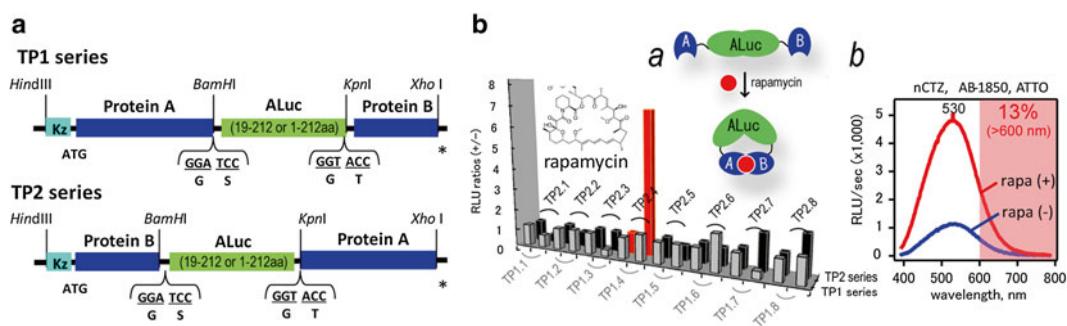 a
TP1 series
HindIII
BamHI
KpnI
Xho I
Protein A
ALuc
Protein B
Kz
(19-212 or 1-212aa)
ATG
*
GGA TCC
G S
GGT ACC
G T
TP2 series
HindIII
BamHI
KpnI
Xho I
Protein B
ALuc
Protein A
Kz
(19-212 or 1-212aa)
ATG
*
GGA TCC
G S
GGT ACC
G T
b
RLU ratios (+/-)
8
7
6
5
4
3
2
1
0
rapamycin
TP2.1
TP2.2
TP2.3
TP2.4
TP2.5
TP2.6
TP2.7
TP2.8
TP1.1
TP1.2
TP1.3
TP1.4
TP1.5
TP1.6
TP1.7
TP1.8
TP2 series
TP1 series
a
A ALuc B
rapamycin
ALuc
A B
b
nCTZ, AB-1850, ATTO
530
13%
(>600 nm)
RLU/sec (x1,000)
5
4
3
2
1
0
rapa (+)
rapa (-)
400 500 600 700 800
wavelength, nm